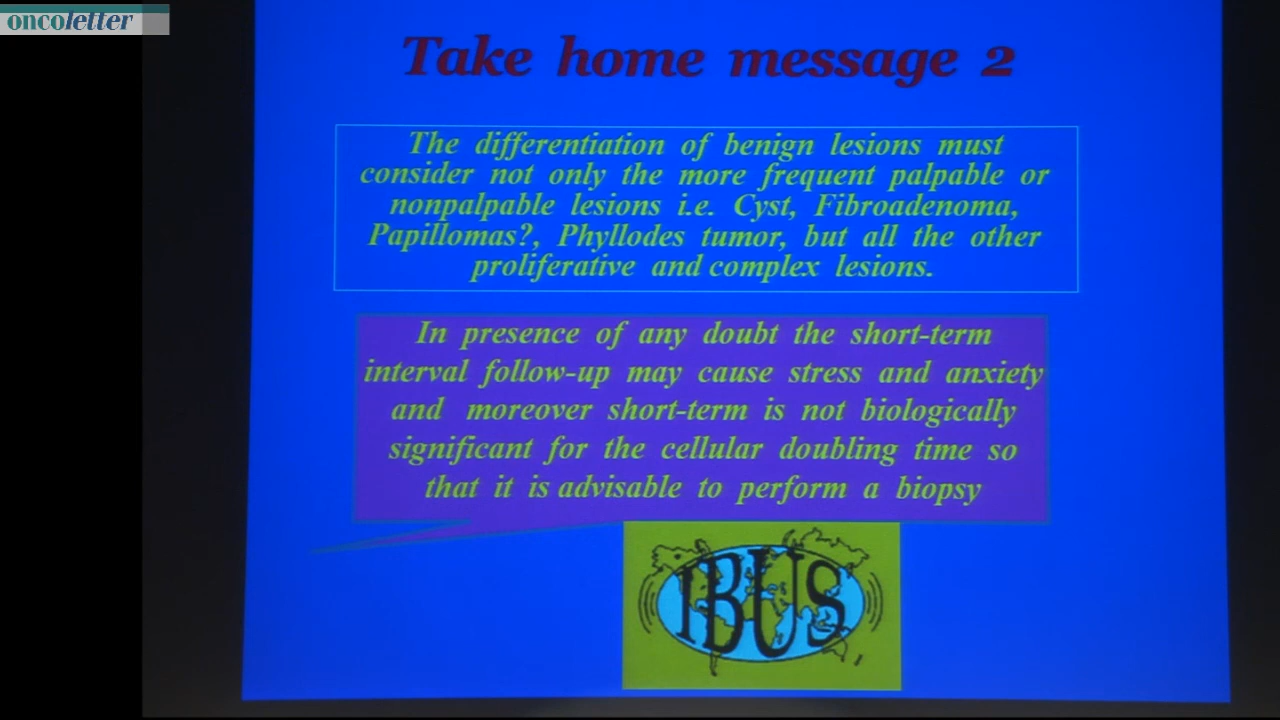 oncoletter
Take home message 2
The differentiation of benign lesions must
consider not only the more frequent palpable or
nonpalpable lesions i.e. Cyst, Fibroadenoma,
Papillomas?, Phyllodes tumor, but all the other
proliferative and complex lesions.
In presence of any doubt the short-term
interval follow-up may cause stress and anxiety
and moreover short-term is not biologically
significant for the cellular doubling time so
that it is advisable to perform a biopsy
IBUS